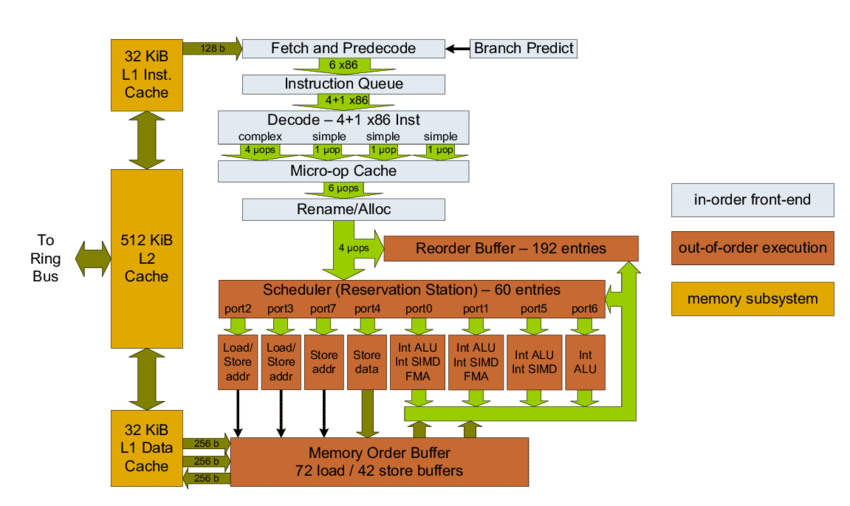 32 KiB
L1 Inst.
Cache
128 b
Fetch and Predecode
Branch Predict
6 x86
Instruction Queue
4+1 x86
Decode – 4+1 x86 Inst
complex simple simple simple
4 µops 1 µop 1 µop 1 µop
Micro-op Cache
6 µops
Rename/Alloc
in-order front-end
512 KiB
L2
Cache
To
Ring
Bus
4 µops
Reorder Buffer – 192 entries
out-of-order execution
Scheduler (Reservation Station) – 60 entries
port2 port3 port7 port4 port0 port1 port5 port6
memory subsystem
Load/
Store
addr
Load/
Store
addr
Store
addr
Store
data
Int ALU
Int SIMD
FMA
Int ALU
Int SIMD
FMA
Int ALU
Int SIMD
Int
ALU
32 KiB
L1 Data
Cache
256 b
256 b
256 b
Memory Order Buffer
72 load / 42 store buffers